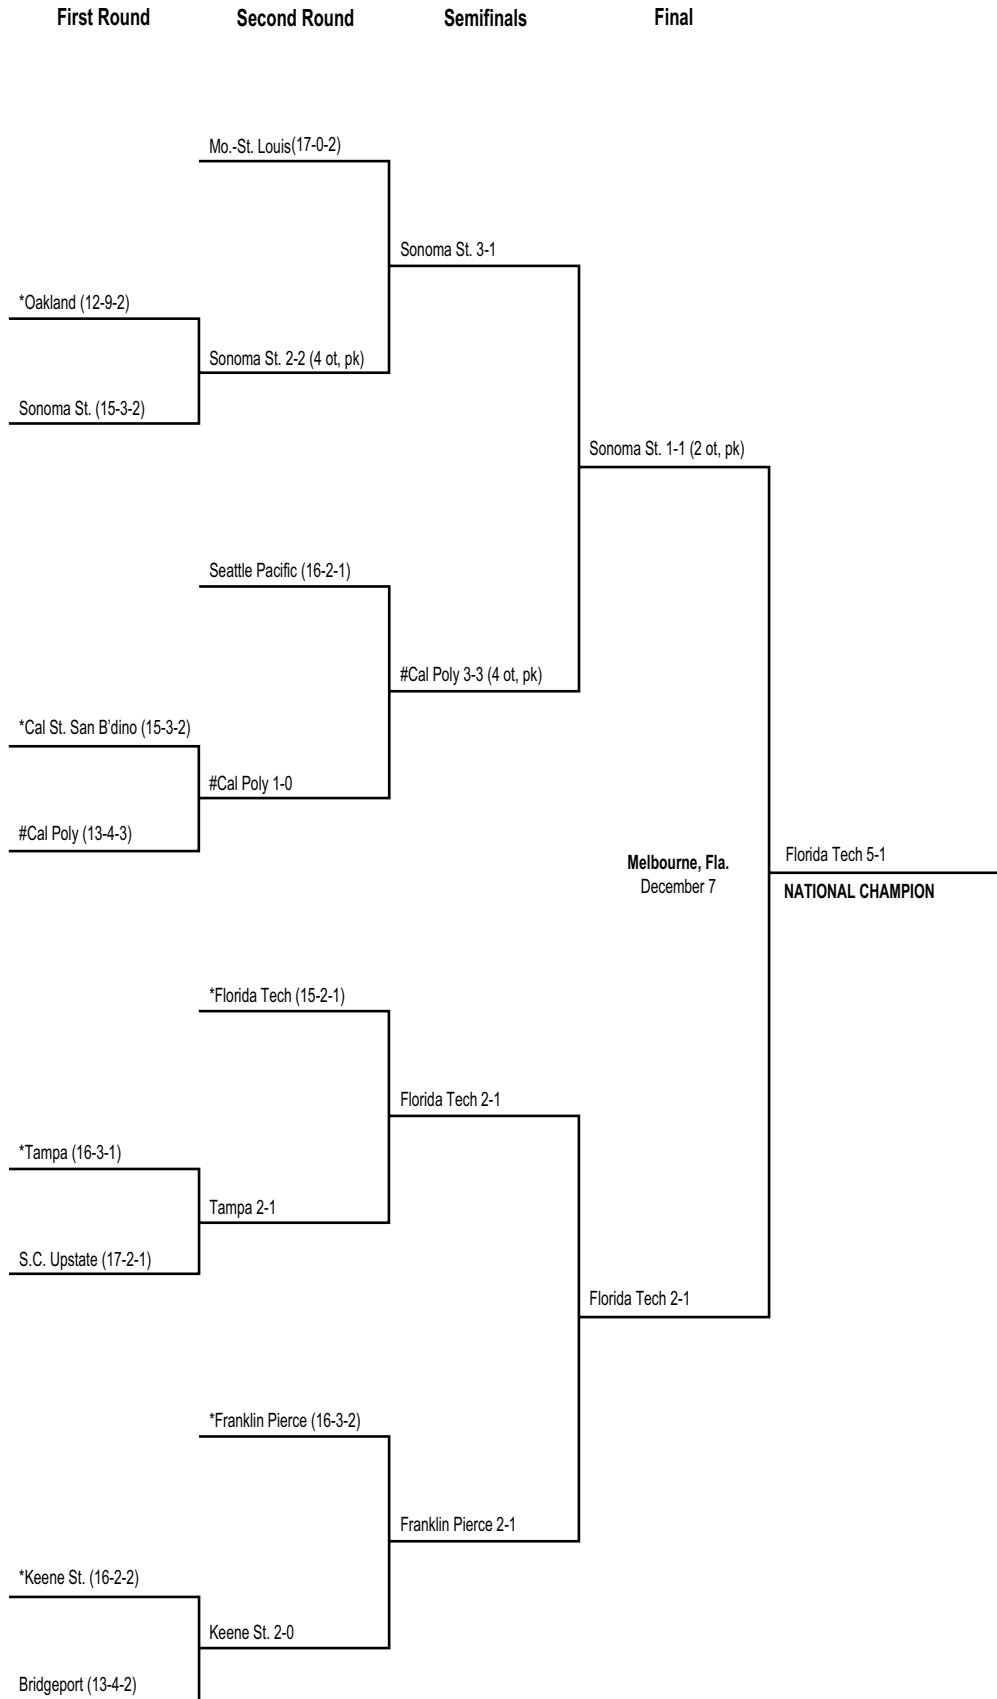 First Round Second Round Semifinals Final
Mo.-St. Louis(17-0-2)
Sonoma St. 3-1
*Oakland (12-9-2)
Sonoma St. 2-2 (4 ot, pk)
Sonoma St. (15-3-2)
Sonoma St. 1-1 (2 ot, pk)
Seattle Pacific (16-2-1)
#Cal Poly 3-3 (4 ot, pk)
*Cal St. San B'dino (15-3-2)
#Cal Poly 1-0
#Cal Poly (13-4-3)
Melbourne, Fla.
December 7
Florida Tech 5-1
NATIONAL CHAMPION
*Florida Tech (15-2-1)
Florida Tech 2-1
*Tampa (16-3-1)
Tampa 2-1
S.C. Upstate (17-2-1)
Florida Tech 2-1
*Franklin Pierce (16-3-2)
Franklin Pierce 2-1
*Keene St. (16-2-2)
Keene St. 2-0
Bridgeport (13-4-2)